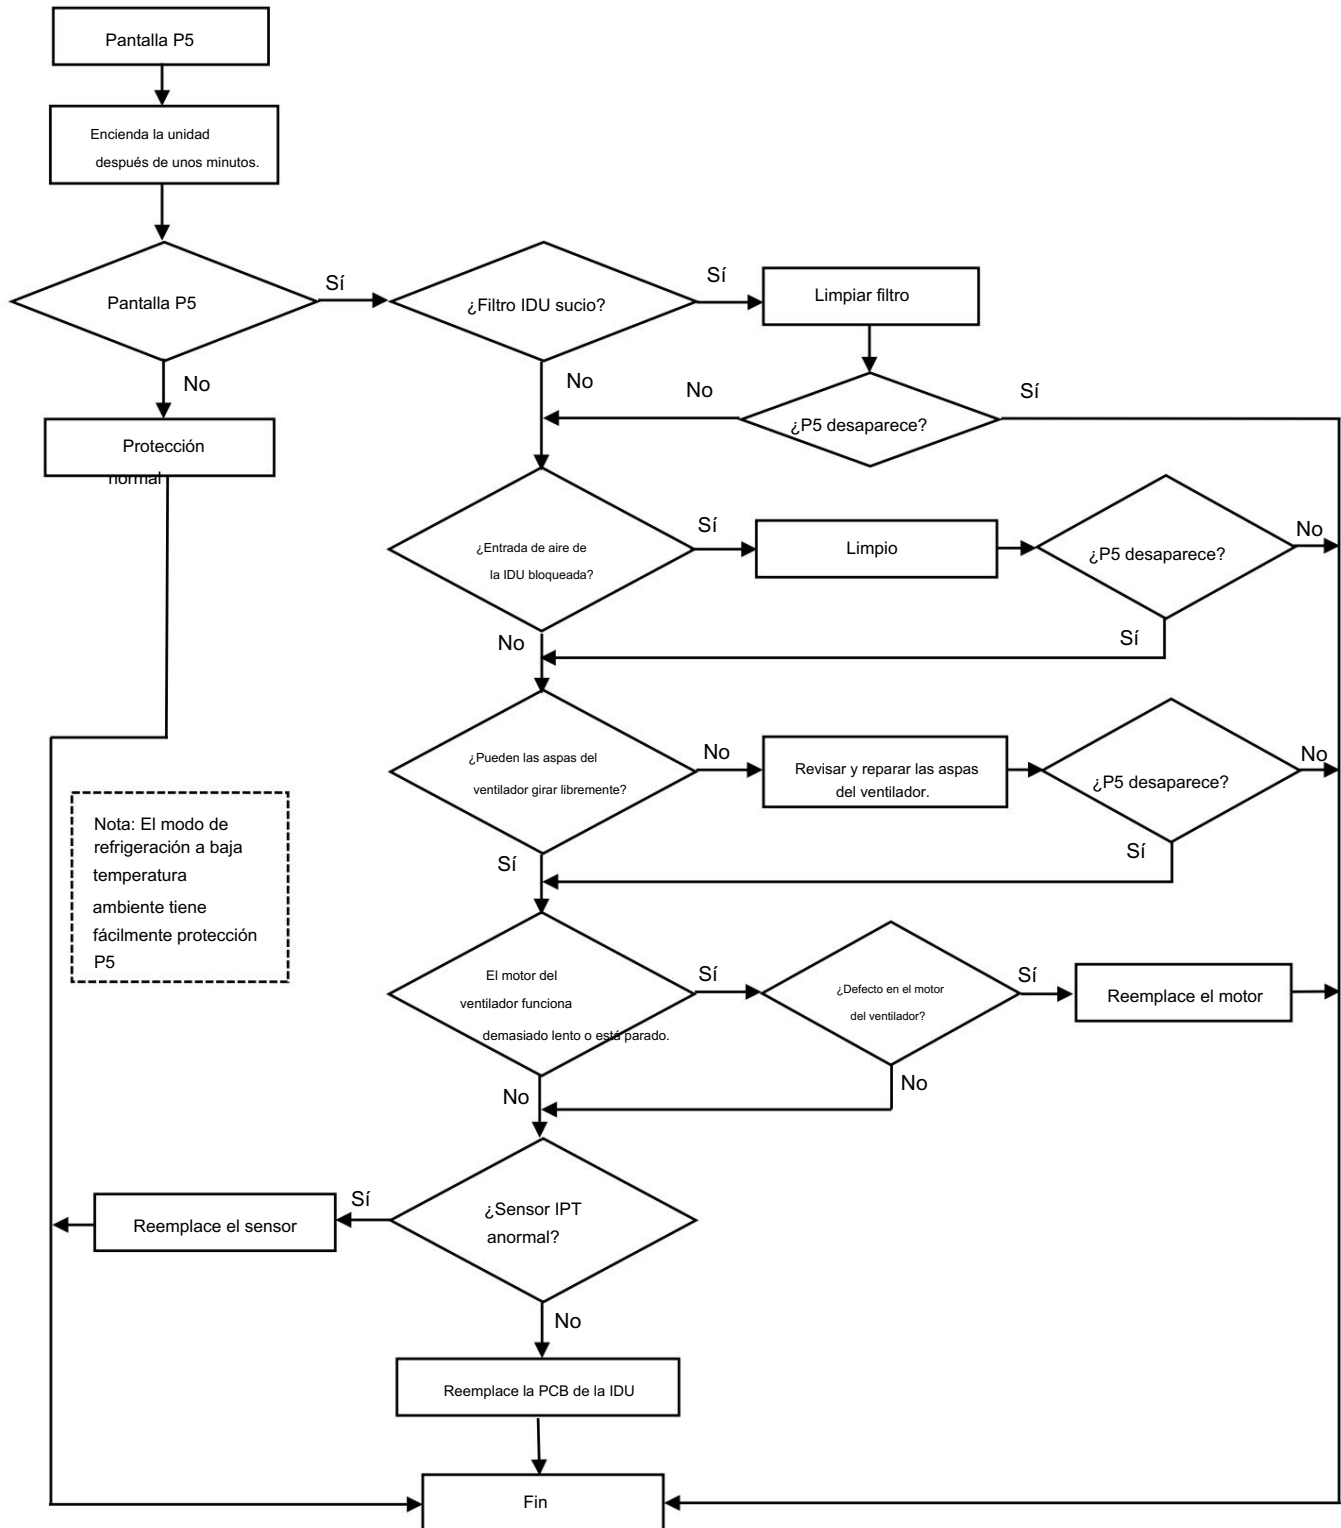 Pantalla P5
Encienda la unidad
después de unos minutos.
Pantalla P5
Sí
¿Filtro IDU sucio?
Sí
Limpiar filtro
No
No
No
Sí
¿P5 desaparece?
Protección
normal
¿Entrada de aire de
la IDU bloqueada?
Sí
Limpio
¿P5 desaparece?
No
No
Sí
¿Pueden las aspas del
ventilador girar libremente?
No
Revisar y reparar las aspas
del ventilador.
¿P5 desaparece?
No
Sí
Sí
Nota: El modo de
refrigeración a baja
temperatura
ambiente tiene
fácilmente protección
P5
El motor del
ventilador funciona
demasiado lento o está parado.
Sí
¿Defecto en el motor
del ventilador?
Sí
Reemplace el motor
No
No
¿Sensor IPT
anormal?
Sí
Reemplace el sensor
No
Reemplace la PCB de la IDU
Fin